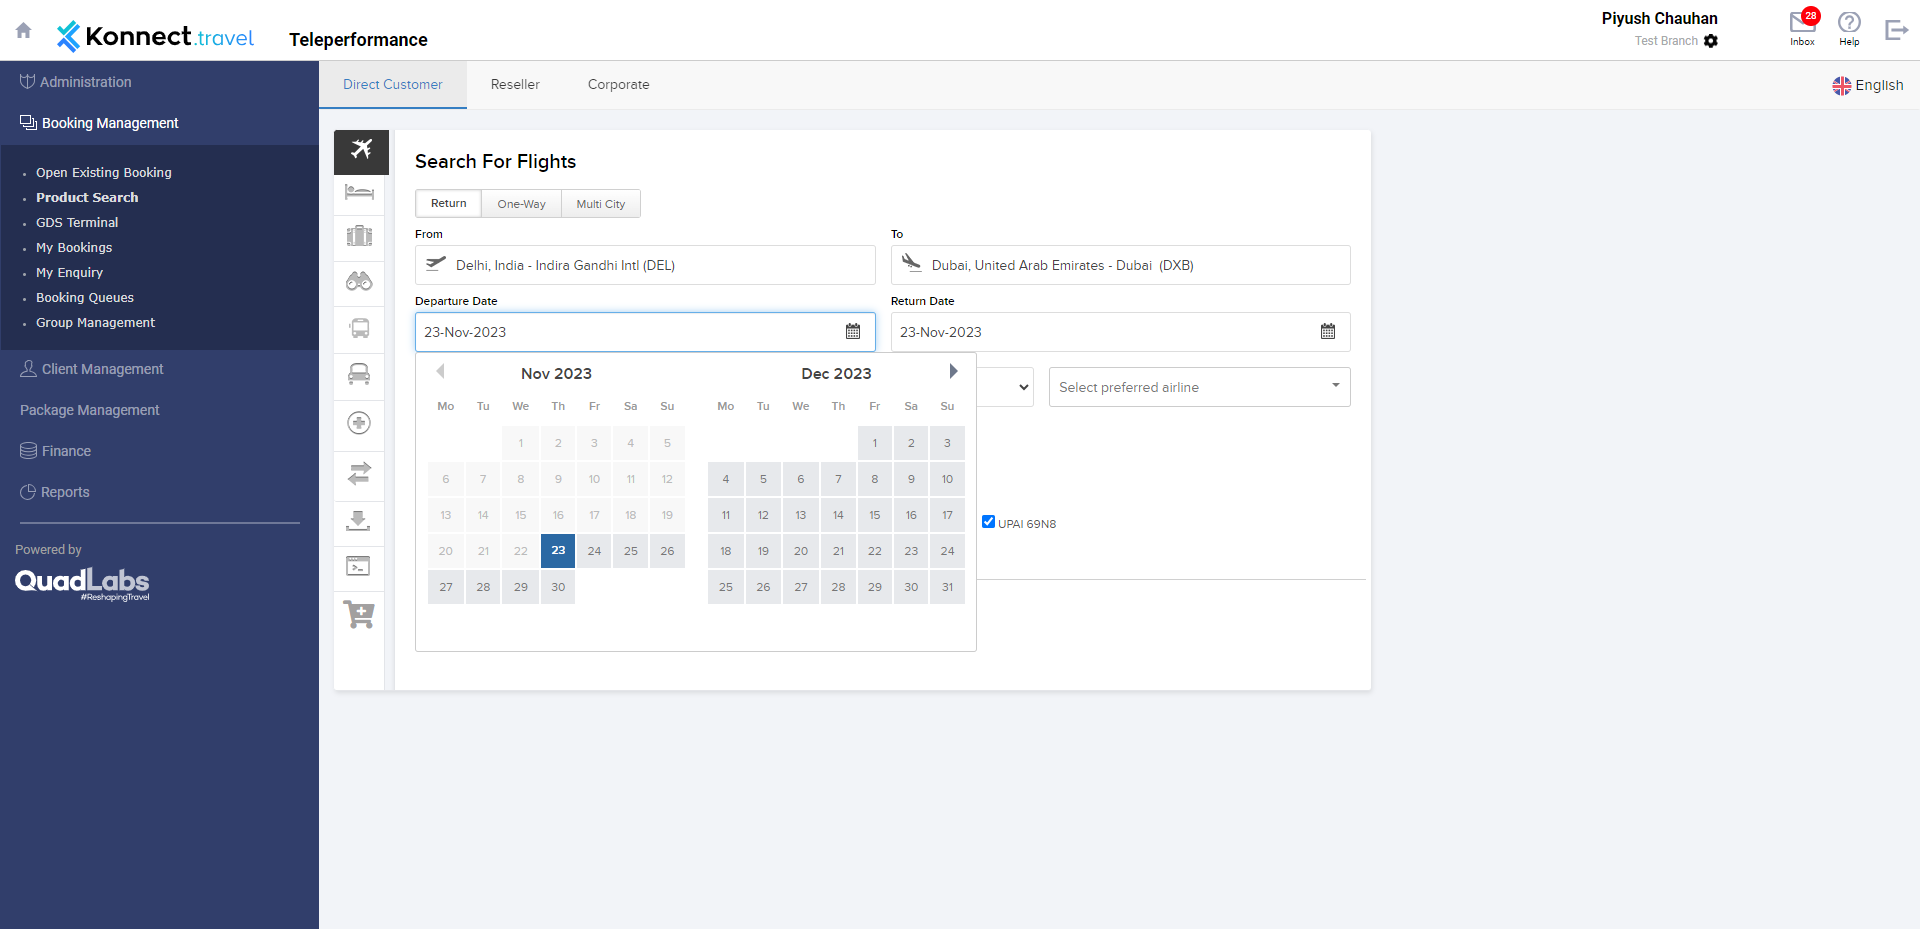 Konnect.travel
Teleperformance
Piyush Chauhan
Test Branch
28
Inbox
Help
Administration
Booking Management
Open Existing Booking
Product Search
GDS Terminal
My Bookings
My Enquiry
Booking Queues
Group Management
Client Management
Package Management
Finance
Reports
Powered by
QuadLabs
#ReshapingTravel
Direct Customer
Reseller
Corporate
English
Search For Flights
Return
One-Way
Multi City
From
To
Delhi, India - Indira Gandhi Intl (DEL)
Dubai, United Arab Emirates - Dubai (DXB)
Departure Date
Return Date
23-Nov-2023
23-Nov-2023
Select preferred airline
UPAI 69N8
Nov 2023
Mo Tu We Th Fr Sa Su
1 2 3 4 5
6 7 8 9 10 11 12
13 14 15 16 17 18 19
20 21 22 23 24 25 26
27 28 29 30
Dec 2023
Mo Tu We Th Fr Sa Su
1 2 3
4 5 6 7 8 9 10
11 12 13 14 15 16 17
18 19 20 21 22 23 24
25 26 27 28 29 30 31